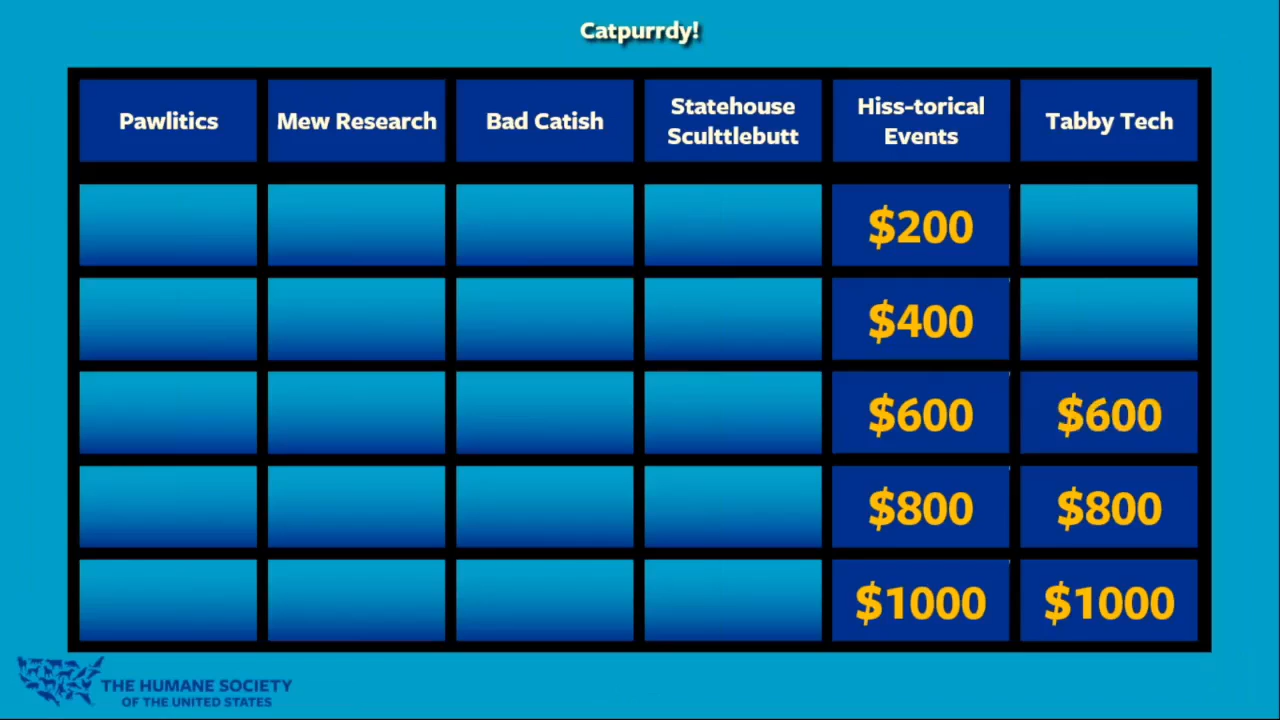 Catpurrdy!
Pawlitics
Mew Research
Bad Catish
Statehouse
Sculttlebutt
Hiss-torical
Events
Tabby Tech
$200
$400
$600
$600
$800
$800
$1000
$1000
THE HUMANE SOCIETY
OF THE UNITED STATES